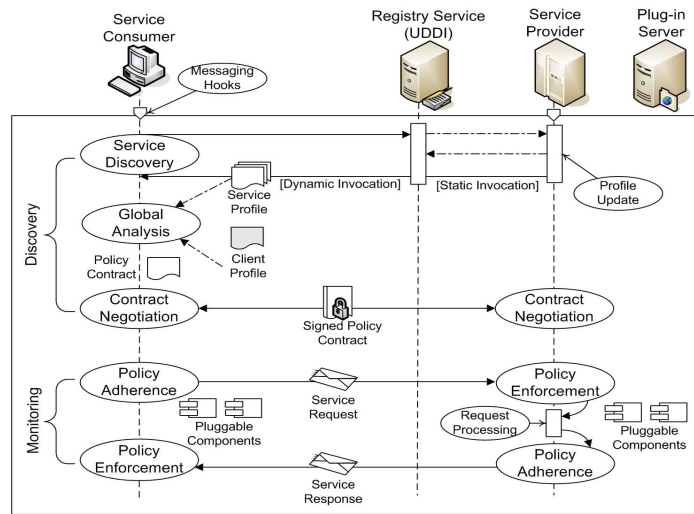 Service
Consumer
Registry Service
(UDDI)
Service
Provider
Plug-in
Server
Messaging
Hooks
Service
Discovery
[Dynamic Invocation]
[Static Invocation]
Service
Profile
Profile
Update
Global
Analysis
Client
Profile
Policy
Contract
Discovery
Contract
Negotiation
Signed Policy
Contract
Contract
Negotiation
Policy
Adherence
Service
Request
Policy
Enforcement
Pluggable
Components
Request
Processing
Pluggable
Components
Monitoring
Policy
Enforcement
Service
Response
Policy
Adherence